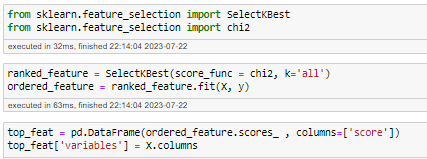 from sklearn.feature_selection import SelectKBest
from sklearn.feature_selection import chi2
executed in 32ms, finished 22:14:04 2023-07-22
ranked_feature = SelectKBest(score_func = chi2, k='all')
ordered_feature = ranked_feature.fit(X, y)
executed in 63ms, finished 22:14:04 2023-07-22
top_feat = pd.DataFrame(ordered_feature.scores_ , columns=['score'])
top_feat['variables'] = X.columns